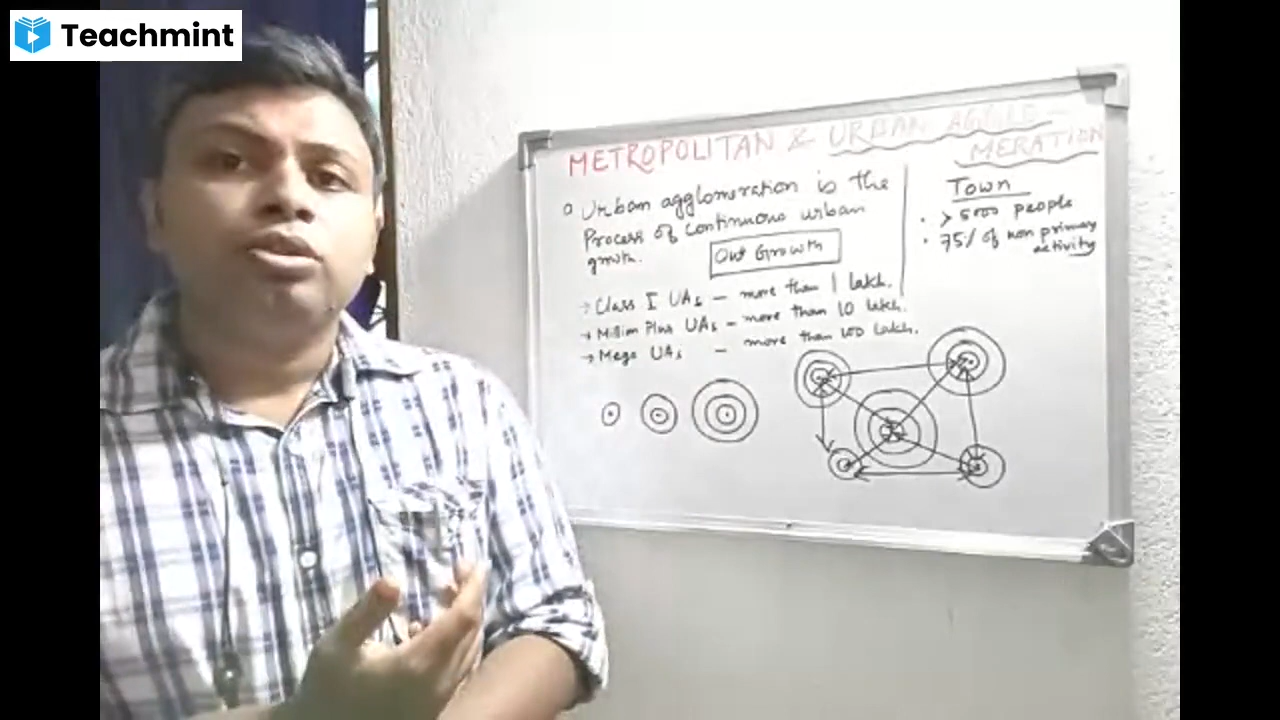 Teachmint
METROPOLITAN & URBAN AGGLO-
MERATION
Urban agglomeration is the
Process of continuous urban
growth.
Out Growth
→ Class I UAs – more than 1 lakh.
→ Million Plus UAs – more than 10 lakh.
→ Mega UAs – more than 100 lakh.
Town
• > 5000 people
• 75% of non primary
activity